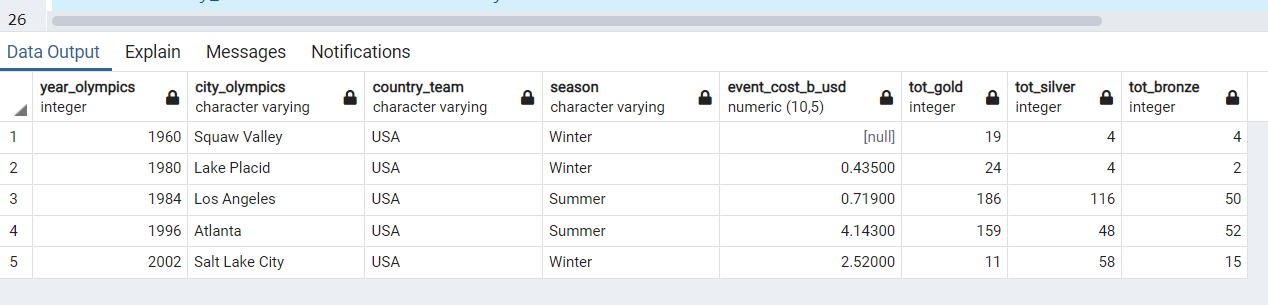 26
Data Output Explain Messages Notifications
year_olympics city_olympics country_team season event_cost_b_usd tot_gold tot_silver tot_bronze
integer character varying character varying character varying numeric (10,5) integer integer integer
1 1960 Squaw Valley USA Winter [null] 19 4 4
2 1980 Lake Placid USA Winter 0.43500 24 4 2
3 1984 Los Angeles USA Summer 0.71900 186 116 50
4 1996 Atlanta USA Summer 4.14300 159 48 52
5 2002 Salt Lake City USA Winter 2.52000 11 58 15